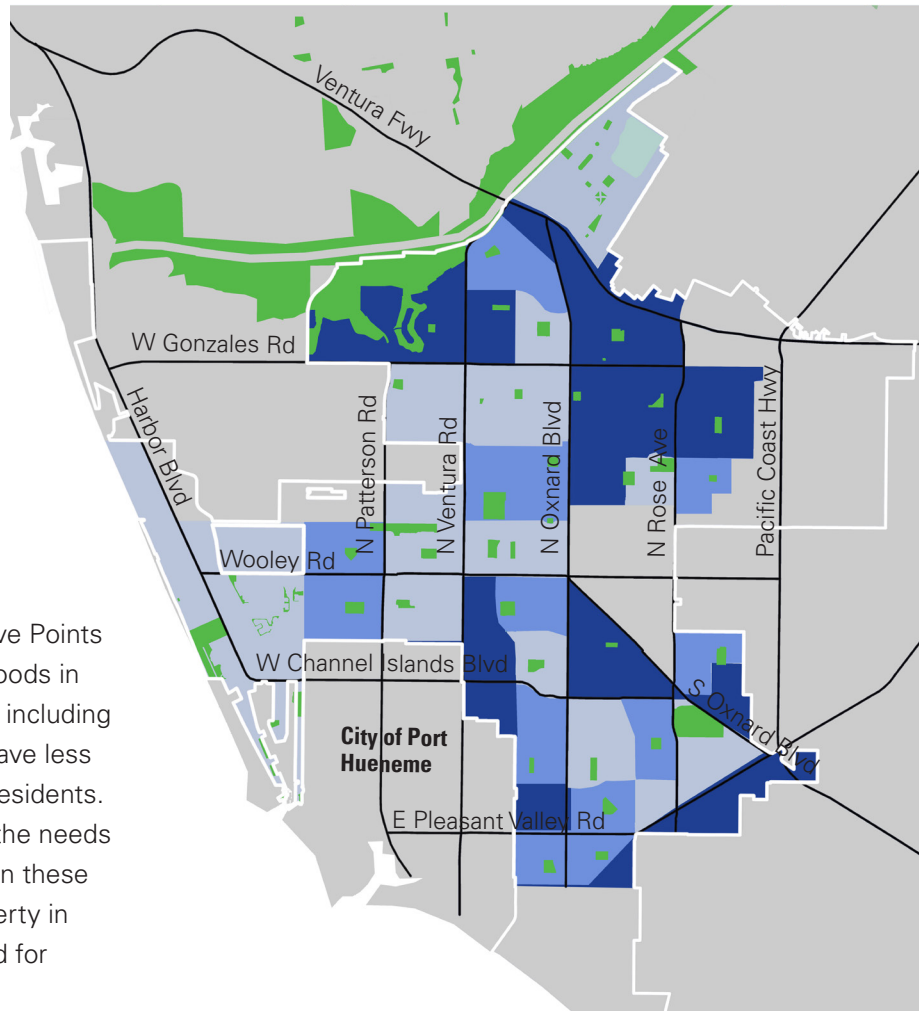 Ventura Fwy
W Gonzales Rd
Harbor Blvd
N Patterson Rd
N Ventura Rd
N Oxnard Blvd
N Rose Ave
Pacific Coast Hwy
Wooley Rd
W Channel Islands Blvd
S Oxnard Blvd
City of Port
Hueneme
E Pleasant Valley Rd
ve Points
oods in
including
ave less
esidents.
the needs
n these
erty in
d for